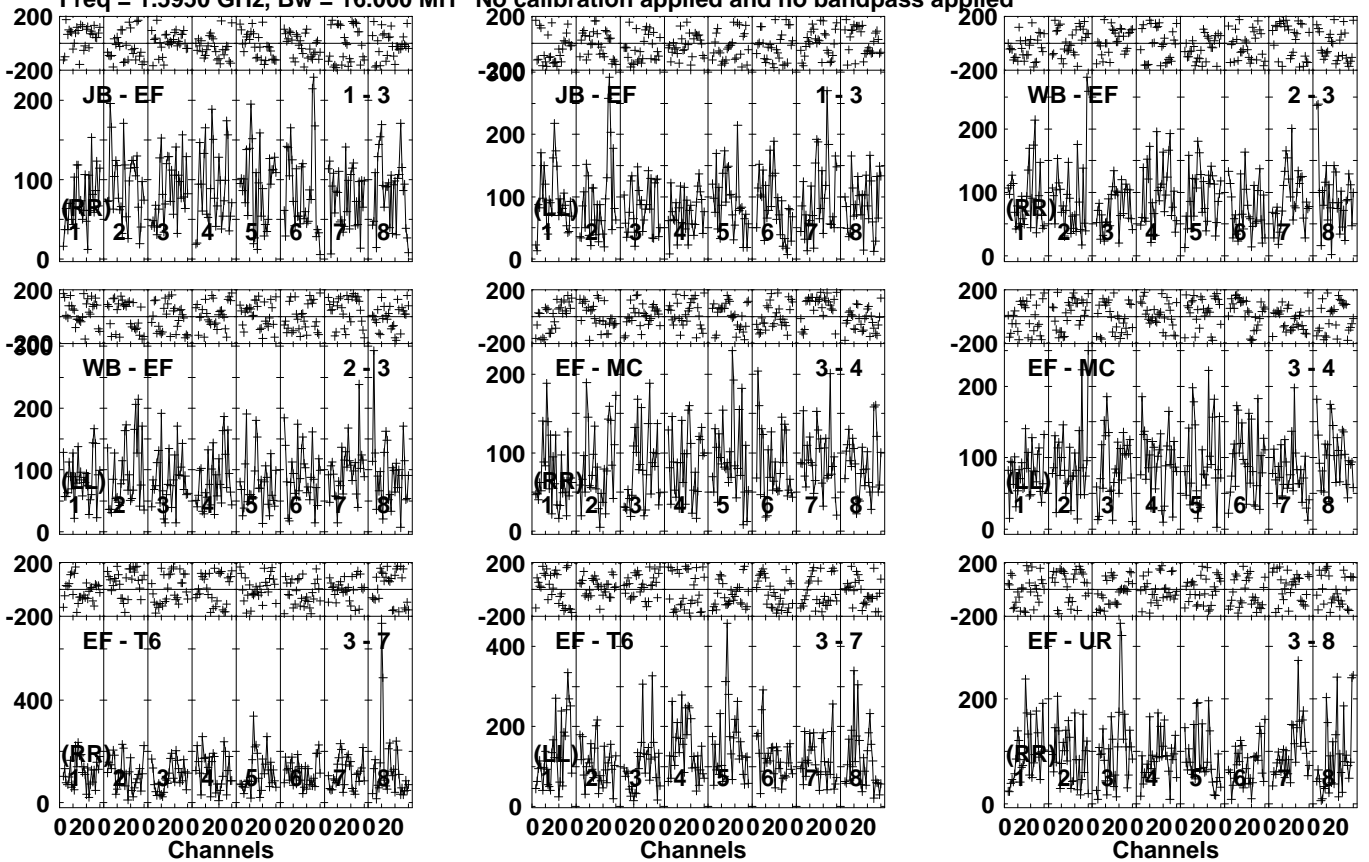 Freq = 1.5950 GHz, Bw = 16.000 MH No calibration applied and no bandpass applied
-200 -200 -200
200 JB - EF 1 - 3 300 JB - EF 1 - 3 WB - EF 2 - 3
200 200
100 100 100
(RR) (LL) (RR)
1 2 3 4 5 6 7 8 1 2 3 4 5 6 7 8 1 2 3 4 5 6 7 8
0 0 0
200 200 200
-200 -200 -200
300 WB - EF 2 - 3 EF - MC 3 - 4 EF - MC 3 - 4
200 200 200
100 100 100
(LL) (RR) (LL)
1 2 3 4 5 6 7 8 1 2 3 4 5 6 7 8 1 2 3 4 5 6 7 8
0 0 0
200 200 200
-200 -200 -200
EF - T6 3 - 7 EF - T6 3 - 7 EF - UR 3 - 8
400 400
300
200 200
(RR) 100 (LL) (RR)
1 2 3 4 5 6 7 8 1 2 3 4 5 6 7 8 1 2 3 4 5 6 7 8
0 0 0
0 20 0 20 0 20 0 20 0 20 0 20 0 20 0 20 0 20 0 20 0 20 0 20 0 20 0 20 0 20 0 20 0 20 0 20 0 20 0 20 0 20 0 20 0 20 0 20
Channels Channels Channels